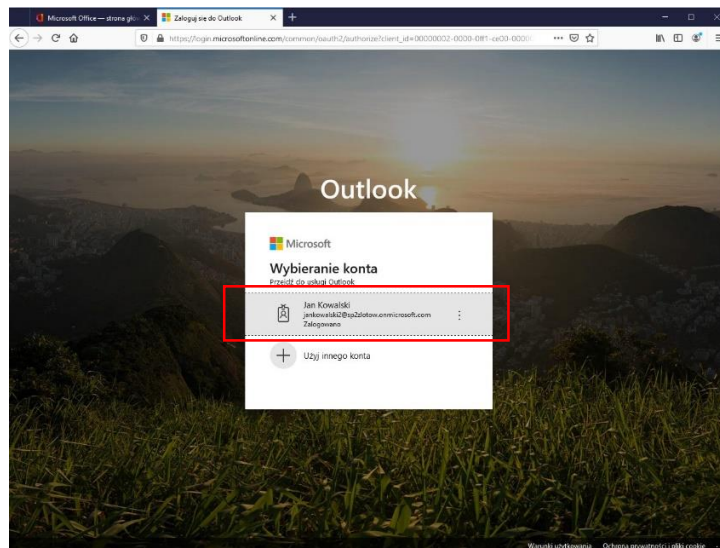 Microsoft Office — strona głów
Zaloguj się do Outlook
https://login.microsoftonline.com/common/oauth2/authorize?client_id=00000002-0000-0ff1-ce00-0000
Outlook
Microsoft
Wybieranie konta
Przejdź do usługi Outlook
Jan Kowalski
jankowalski2@sp2zlotow.onmicrosoft.com
Zalogowano
Użyj innego konta
Warunki użytkowania Ochrona prywatności i pliki cookie